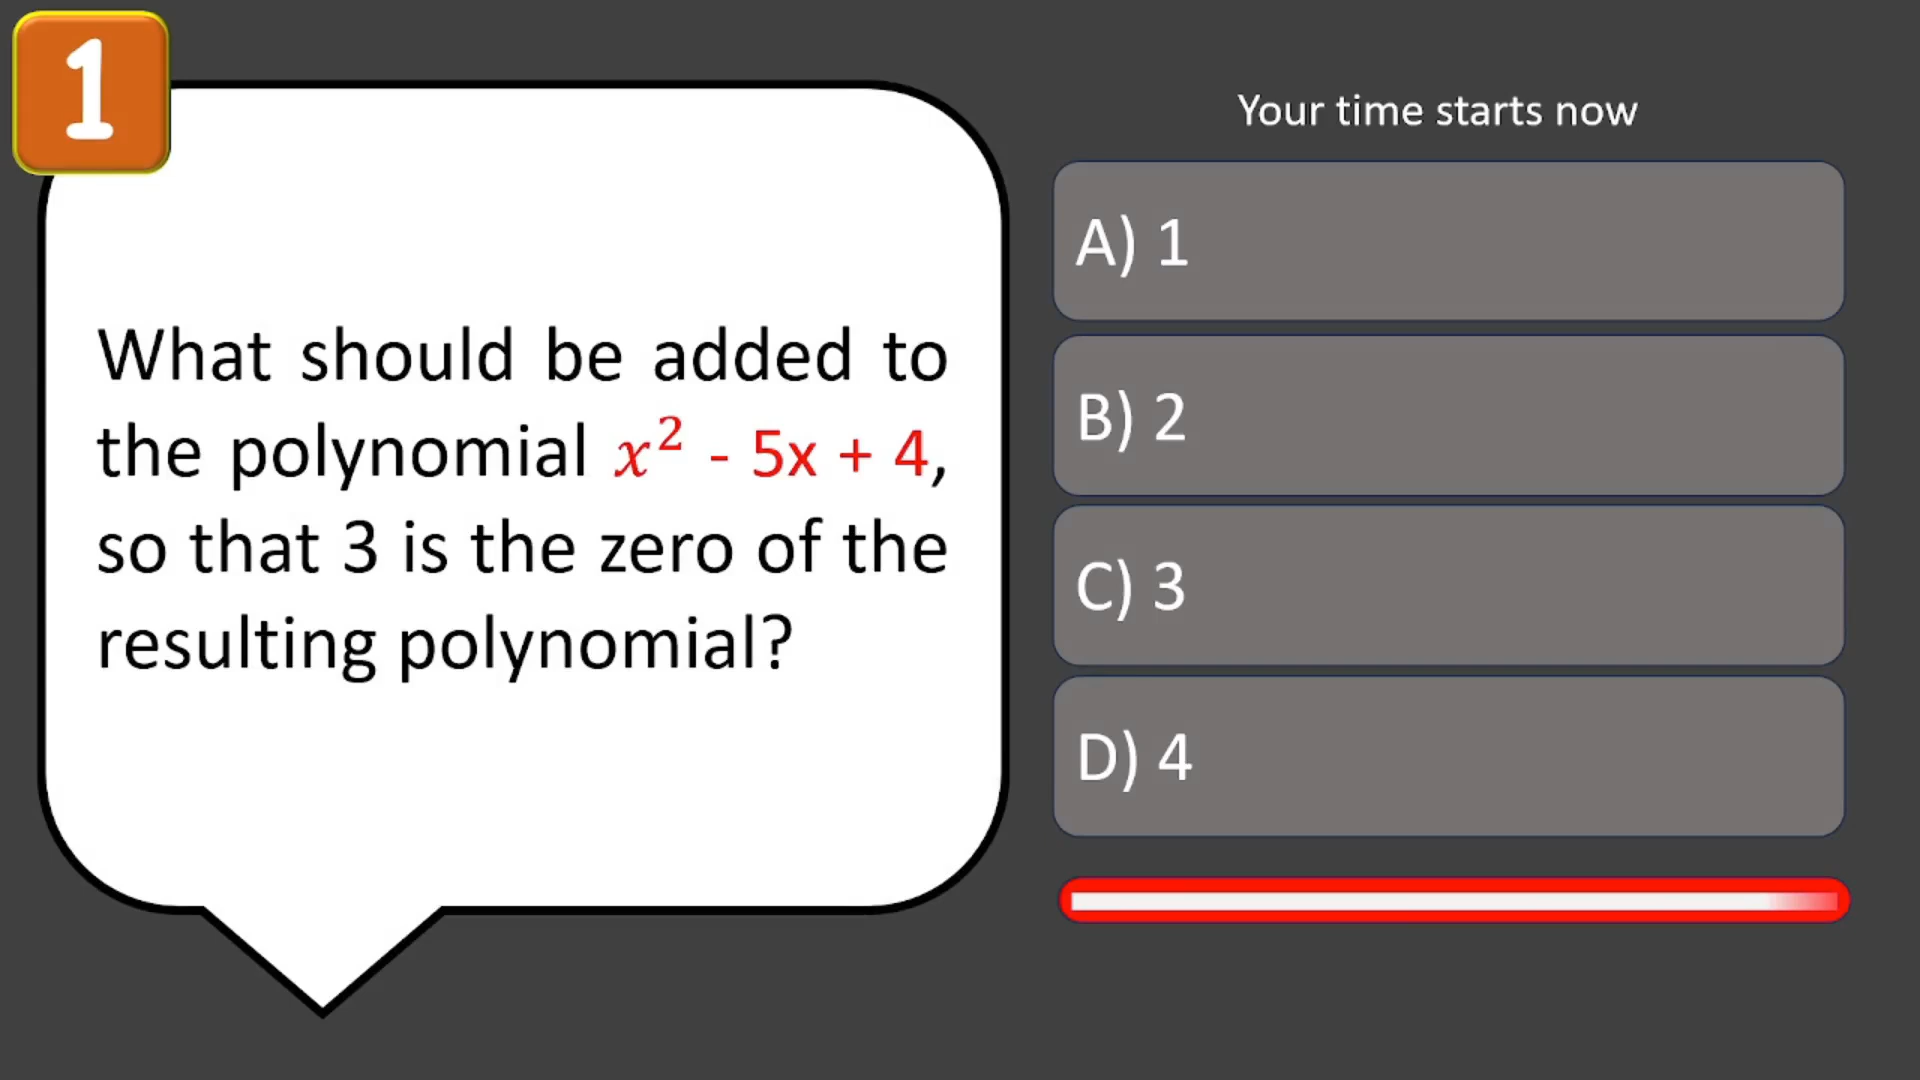 1
What should be added to
the polynomial x² - 5x + 4,
so that 3 is the zero of the
resulting polynomial?
Your time starts now
A) 1
B) 2
C) 3
D) 4